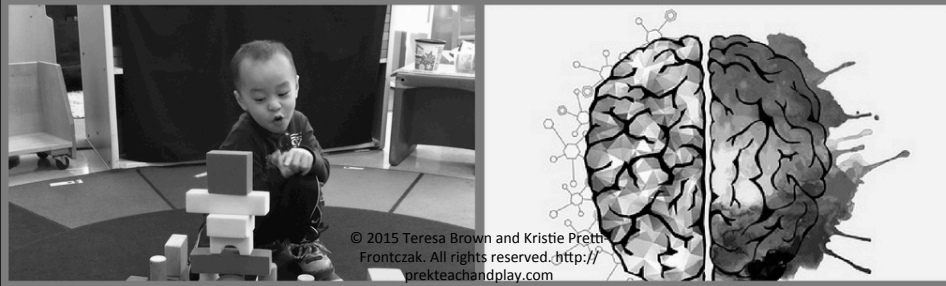 © 2015 Teresa Brown and Kristie Pretti-
Frontczak. All rights reserved. http://
prekteachandplay.com